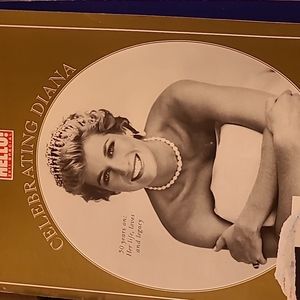 HELLO!
CELEBRATING DIANA
50 years on:
Her life, loves
and legacy